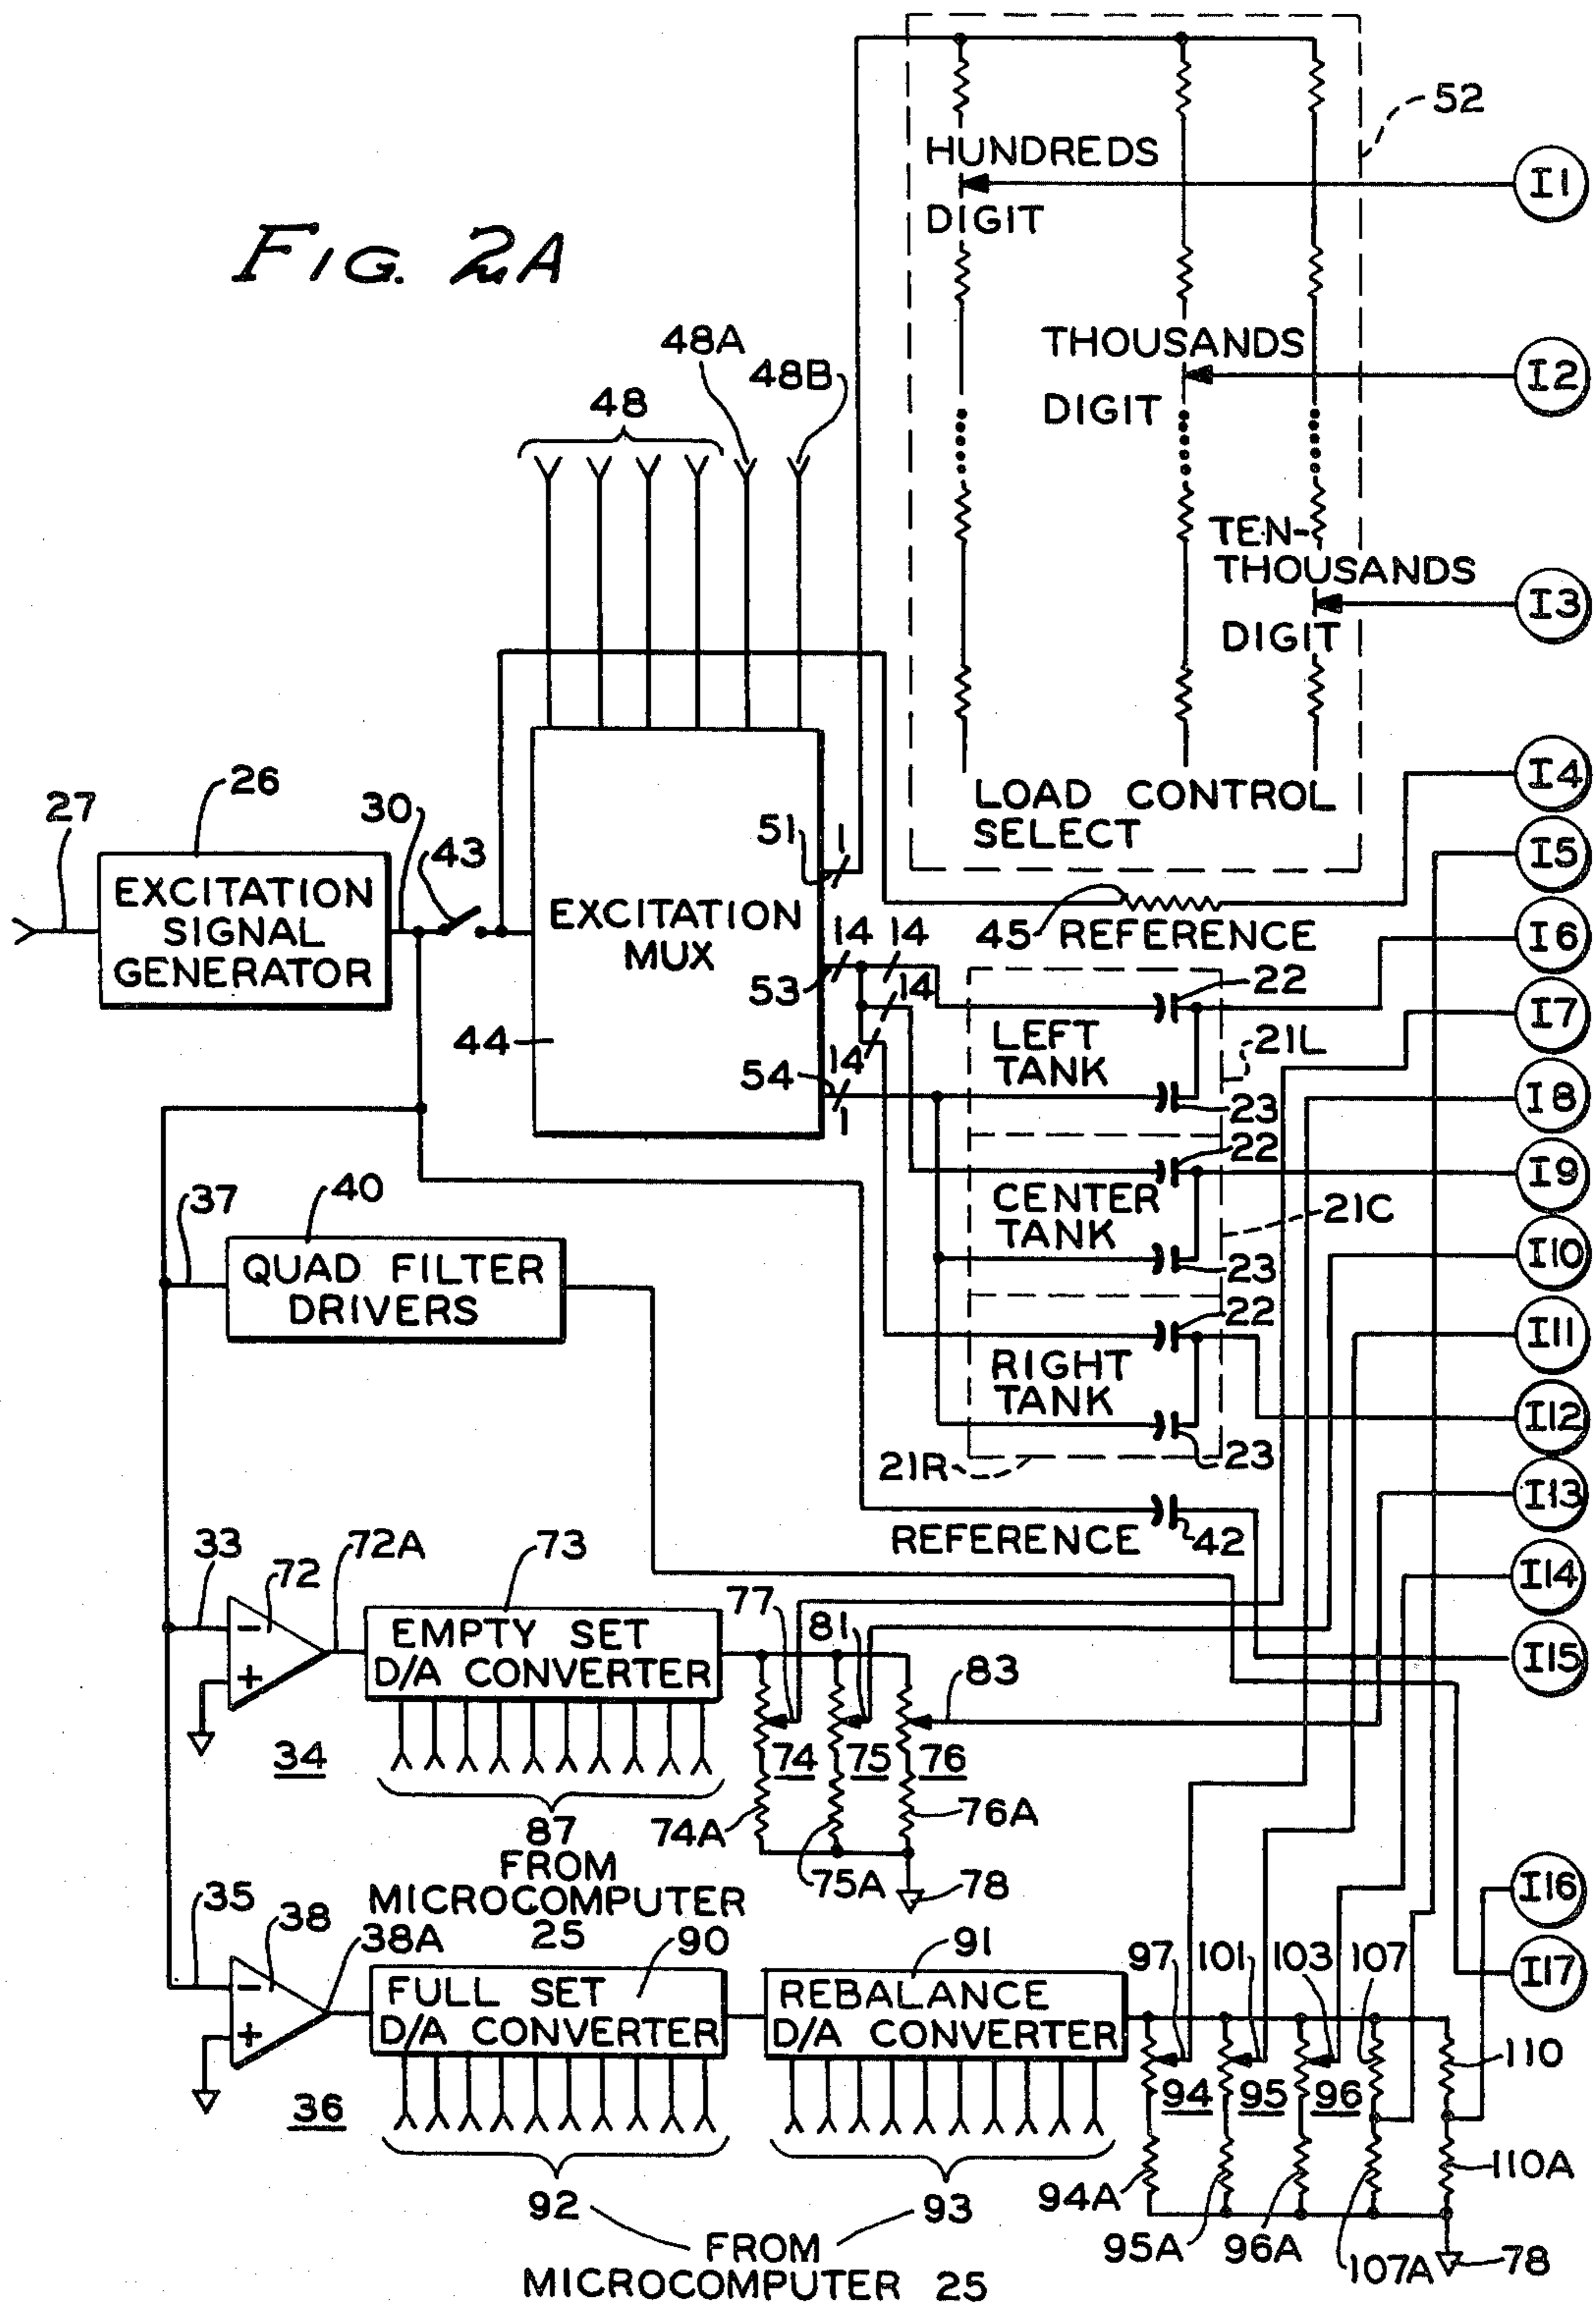 FIG. 2A
52
HUNDREDS
DIGIT
I1
48A
48B
48
THOUSANDS
DIGIT
I2
TEN-
THOUSANDS
DIGIT
I3
LOAD CONTROL
SELECT
I4
26
27
30
43
51
1
I5
EXCITATION
SIGNAL
GENERATOR
EXCITATION
MUX
44
45 REFERENCE
14
14
14
14
53
54
1
I6
22
LEFT
TANK
21L
23
I7
I8
22
CENTER
TANK
21C
23
I9
I10
37
40
QUAD FILTER
DRIVERS
22
RIGHT
TANK
21R
23
I11
I12
REFERENCE
42
I13
I14
I15
33
72
72A
73
-
+
34
EMPTY SET
D/A CONVERTER
77
81
83
74
75
76
74A
75A
76A
78
87
FROM
MICROCOMPUTER
25
35
38
38A
-
+
36
90
FULL SET
D/A CONVERTER
91
REBALANCE
D/A CONVERTER
97
101
103
107
I16
I17
110
94
95
96
94A
95A
96A
107A
110A
78
92
93
FROM
MICROCOMPUTER 25